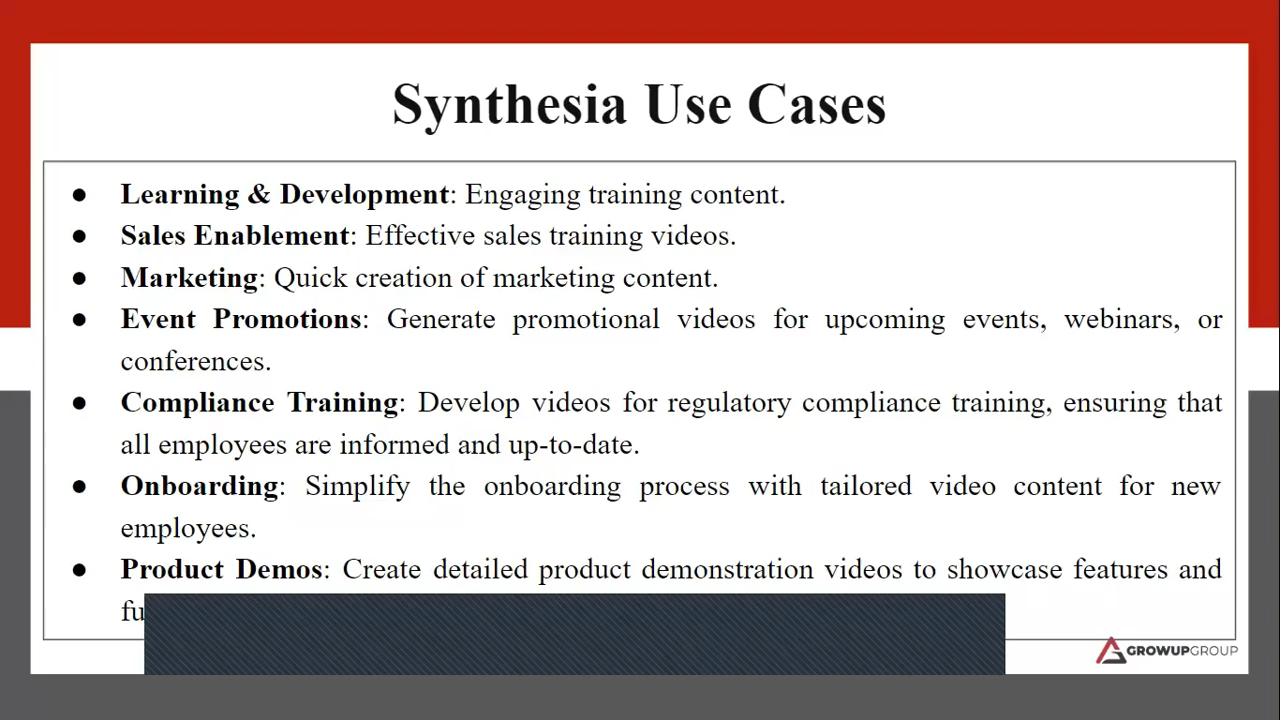 Synthesia Use Cases
● Learning & Development: Engaging training content.
● Sales Enablement: Effective sales training videos.
● Marketing: Quick creation of marketing content.
● Event Promotions: Generate promotional videos for upcoming events, webinars, or
conferences.
● Compliance Training: Develop videos for regulatory compliance training, ensuring that
all employees are informed and up-to-date.
● Onboarding: Simplify the onboarding process with tailored video content for new
employees.
● Product Demos: Create detailed product demonstration videos to showcase features and
GROWUPGROUP